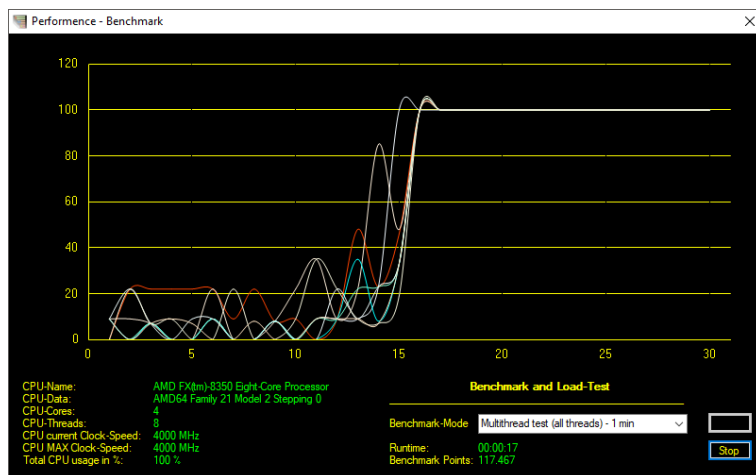 Performence - Benchmark
120
100
80
60
40
20
0
0 5 10 15 20 25 30
CPU-Name: AMD FX(tm)-8350 Eight-Core Processor
CPU-Data: AMD64 Family 21 Model 2 Stepping 0
CPU-Cores: 4
CPU-Threads: 8
CPU current Clock-Speed: 4000 MHz
CPU MAX Clock-Speed: 4000 MHz
Total CPU usage in %: 100 %
Benchmark and Load-Test
Benchmark-Mode Multithread test (all threads) - 1 min
Runtime: 00:00:17
Benchmark Points: 117.467
Stop